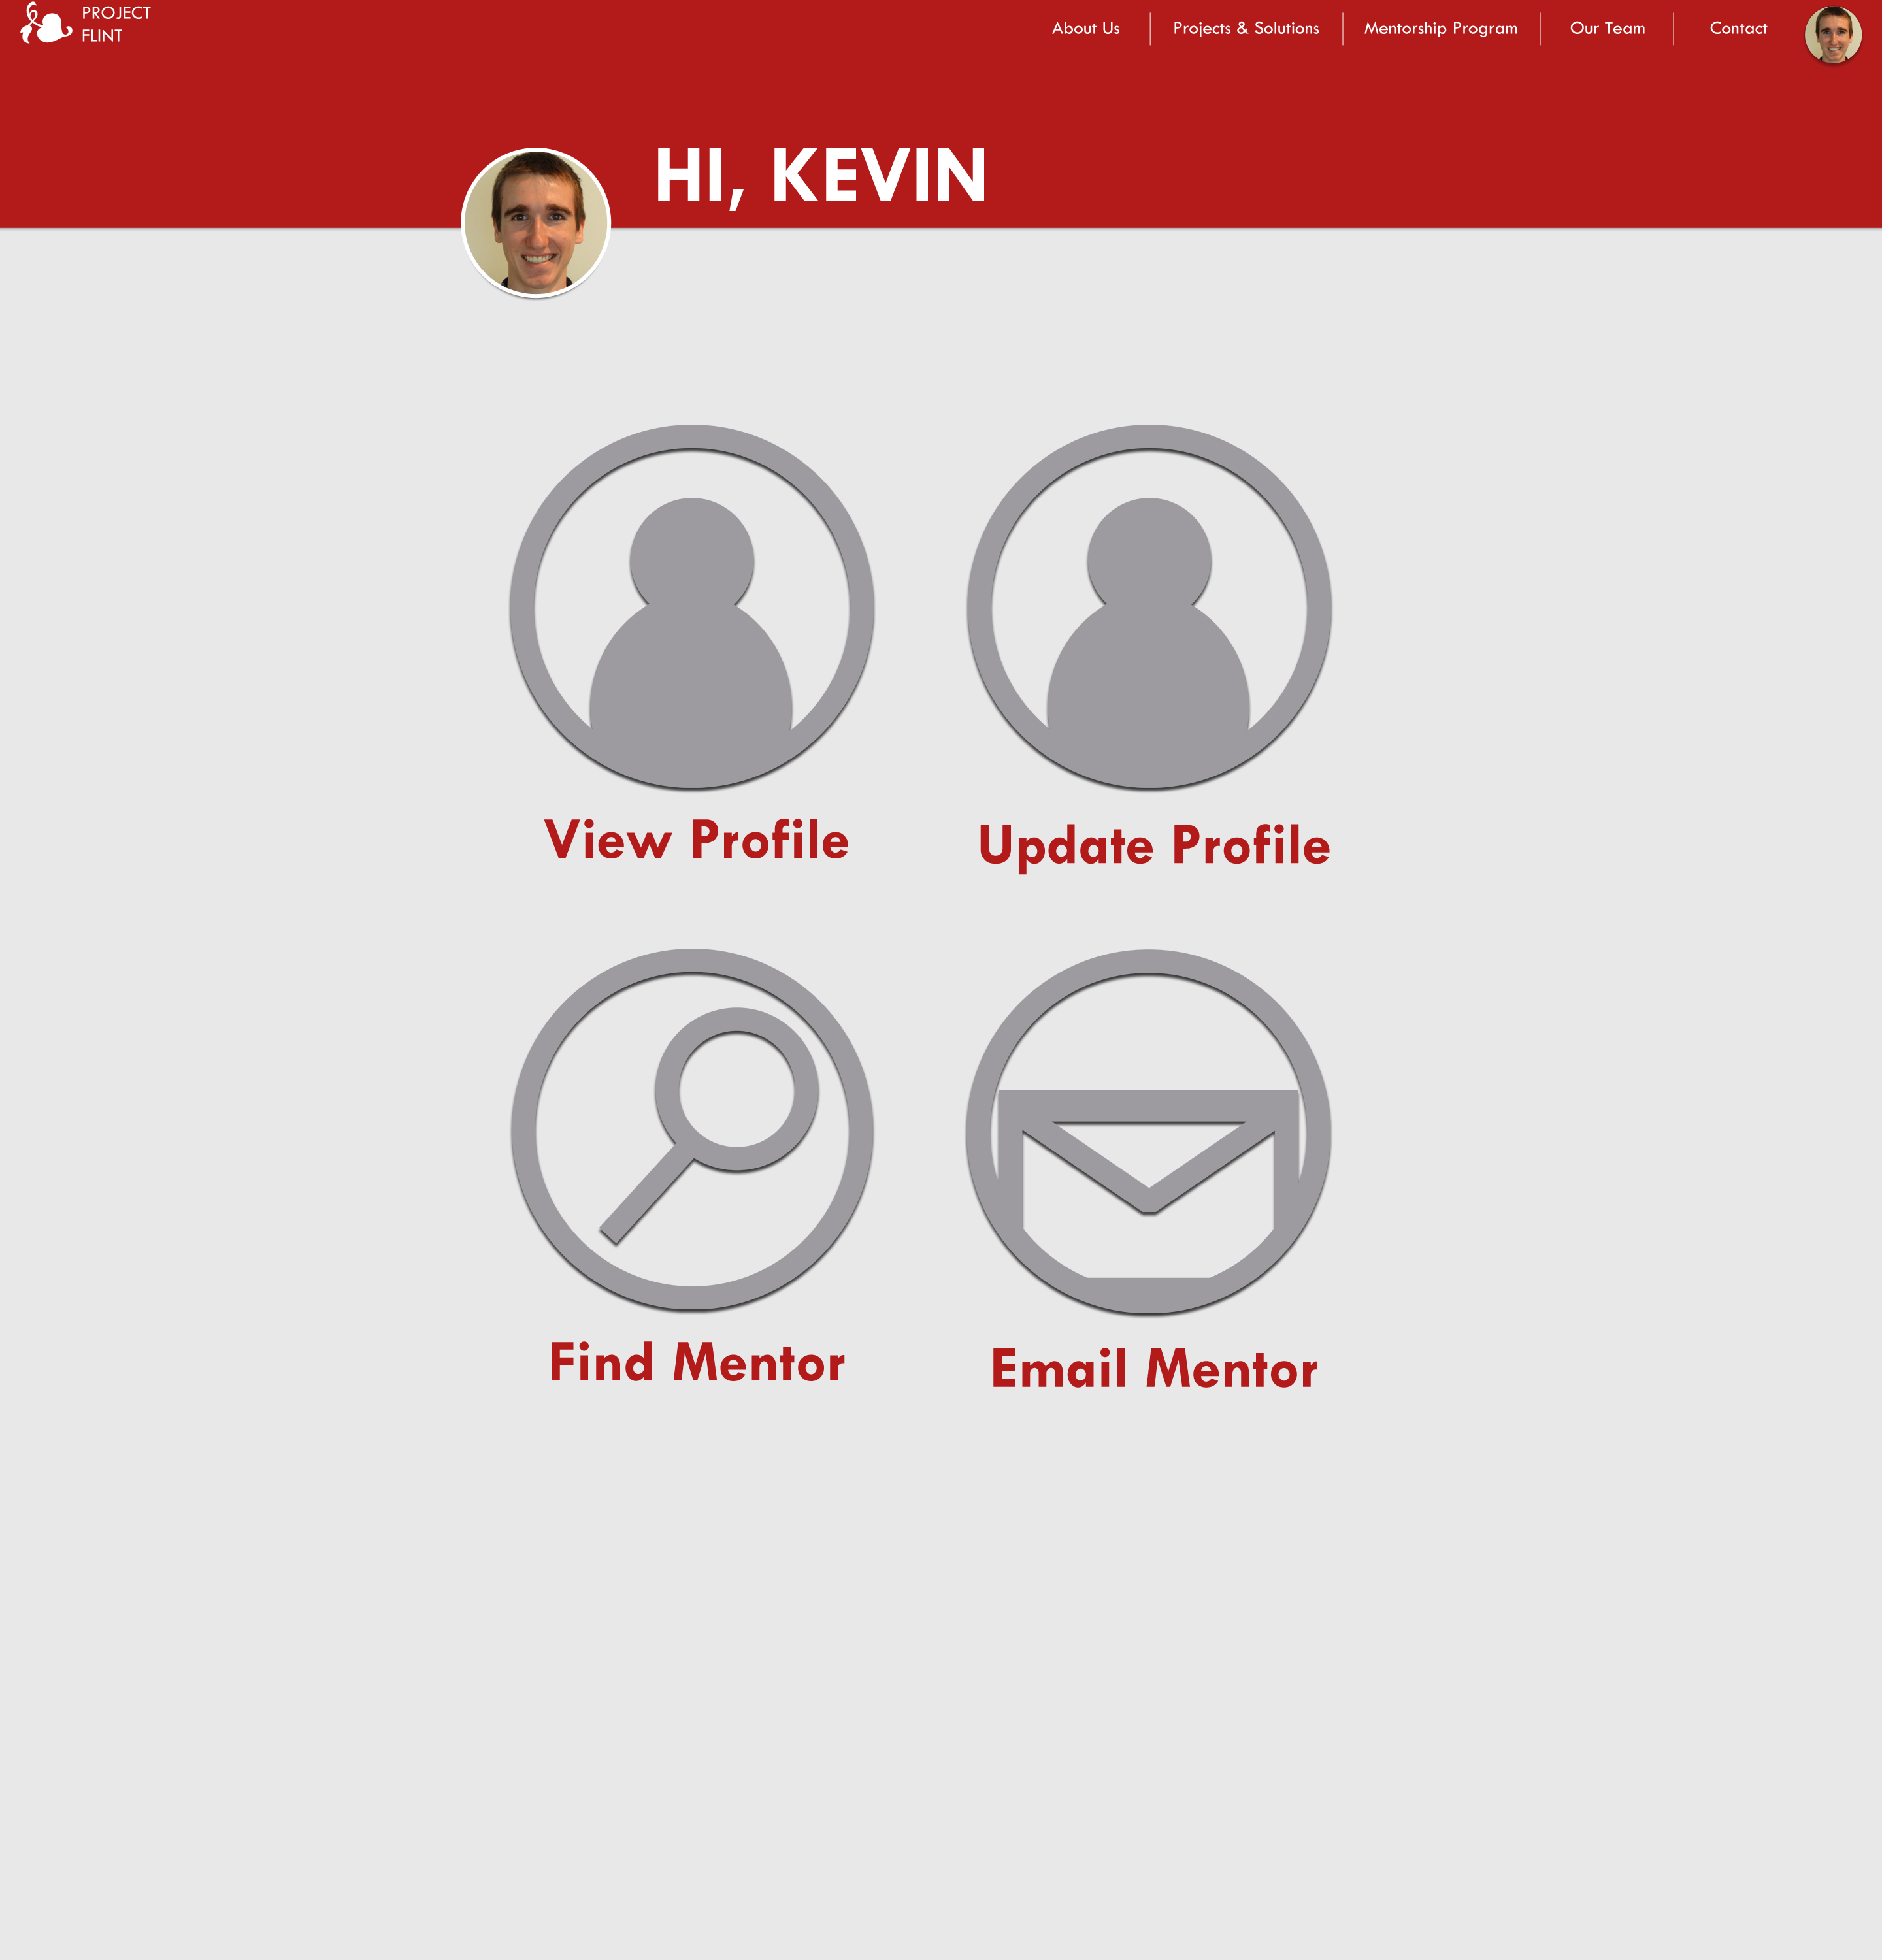 PROJECT
FLINT
About Us
Projects & Solutions
Mentorship Program
Our Team
Contact
HI, KEVIN
View Profile
Update Profile
Find Mentor
Email Mentor